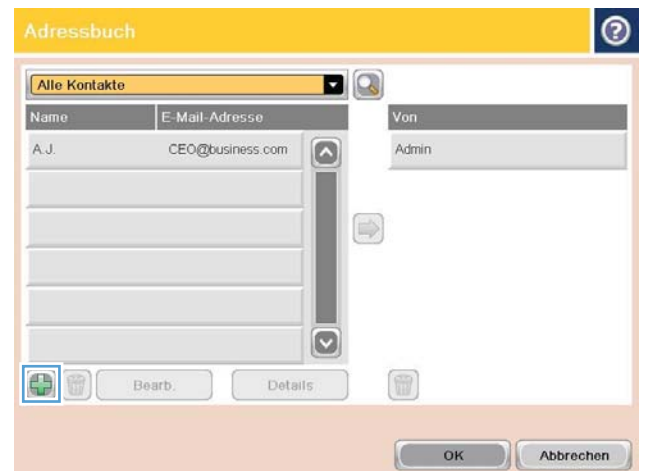 Adressbuch
Alle Kontakte
Name E-Mail-Adresse Von
A.J. CEO@business.com Admin
Bearb. Details
OK Abbrechen